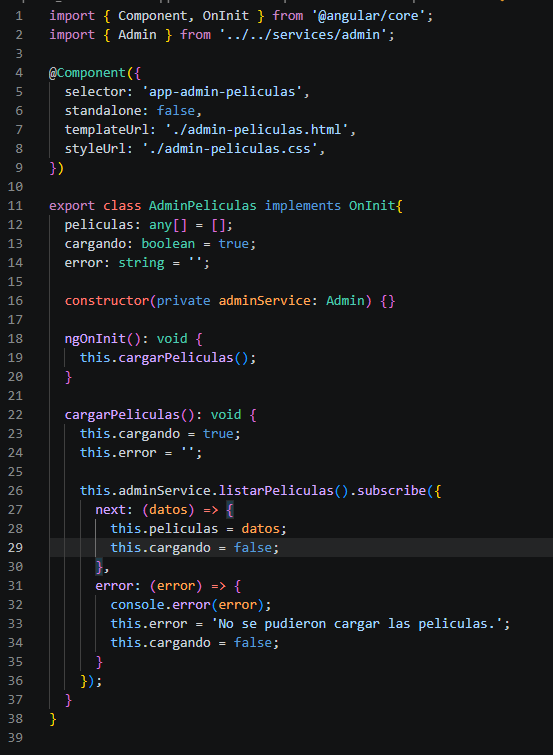 1 import { Component, OnInit } from '@angular/core';
2 import { Admin } from '../../services/admin';
3
4 @Component({
5   selector: 'app-admin-peliculas',
6   standalone: false,
7   templateUrl: './admin-peliculas.html',
8   styleUrl: './admin-peliculas.css',
9 })
10
11 export class AdminPeliculas implements OnInit{
12   peliculas: any[] = [];
13   cargando: boolean = true;
14   error: string = '';
15
16   constructor(private adminService: Admin) {}
17
18   ngOnInit(): void {
19     this.cargarPeliculas();
20   }
21
22   cargarPeliculas(): void {
23     this.cargando = true;
24     this.error = '';
25
26     this.adminService.listarPeliculas().subscribe({
27       next: (datos) => {
28         this.peliculas = datos;
29         this.cargando = false;
30       },
31       error: (error) => {
32         console.error(error);
33         this.error = 'No se pudieron cargar las peliculas.';
34         this.cargando = false;
35       }
36     });
37   }
38 }
39